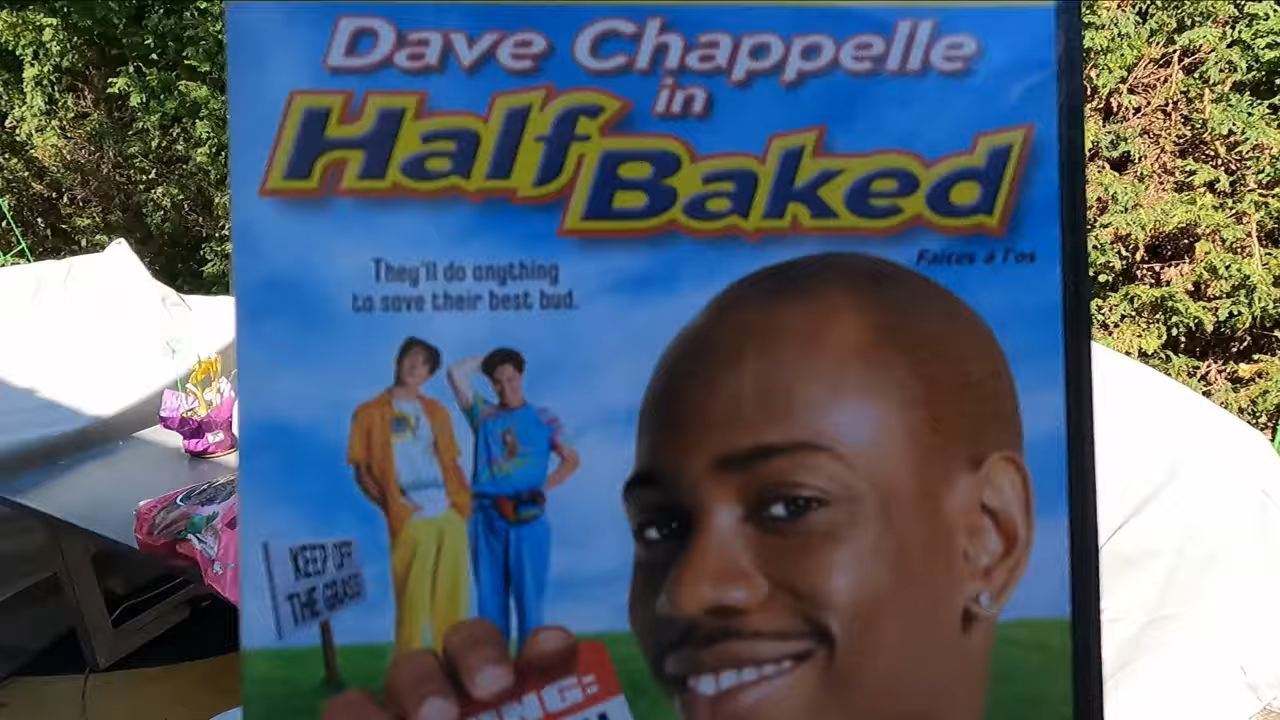 Dave Chappelle
in
Half
Baked
Faites à l'os
They'll do anything
to save their best bud.
KEEP OFF
THE GRASS